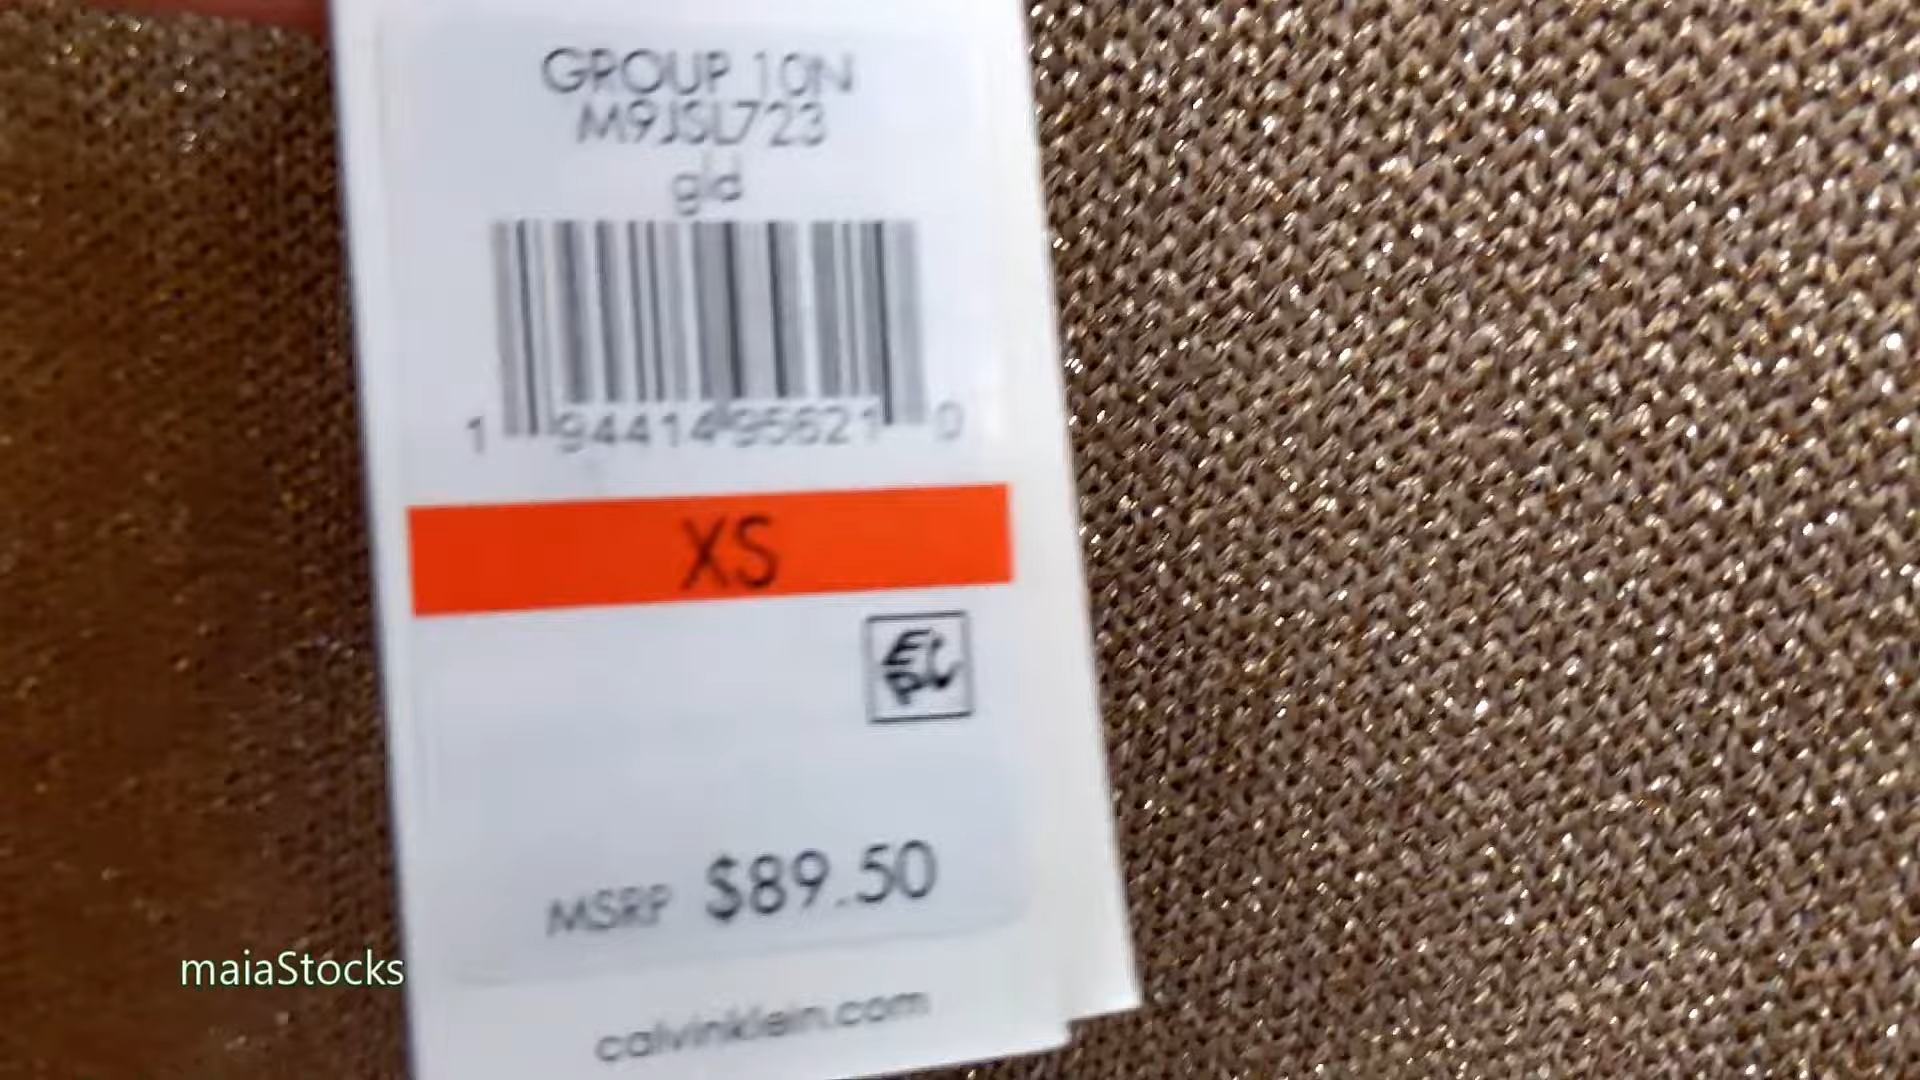 GROUP 10N
M9JSL723
gld
1 94414 95621 0
XS
MSRP $89.50
maiaStocks
calvinklein.com